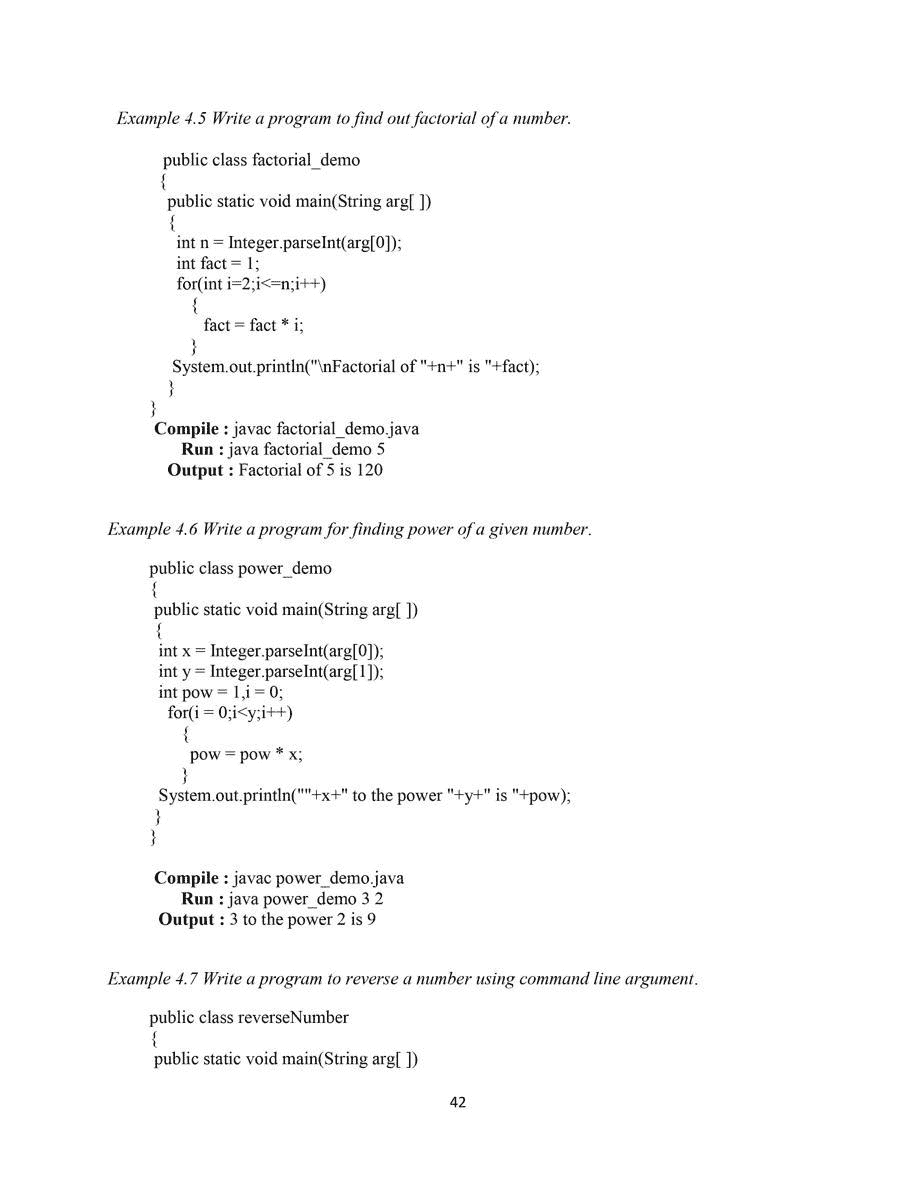 Example 4.5 Write a program to find out factorial of a number.
public class factorial_demo
{
public static void main(String arg[ ])
{
int n = Integer.parseInt(arg[0]);
int fact = 1;
for(int i=2;i<=n;i++)
{
fact = fact * i;
}
System.out.println("\nFactorial of "+n+" is "+fact);
}
}
Compile : javac factorial_demo.java
Run : java factorial_demo 5
Output : Factorial of 5 is 120
Example 4.6 Write a program for finding power of a given number.
public class power_demo
{
public static void main(String arg[ ])
{
int x = Integer.parseInt(arg[0]);
int y = Integer.parseInt(arg[1]);
int pow = 1,i = 0;
for(i = 0;i<y;i++)
{
pow = pow * x;
}
System.out.println(""+x+" to the power "+y+" is "+pow);
}
}
Compile : javac power_demo.java
Run : java power_demo 3 2
Output : 3 to the power 2 is 9
Example 4.7 Write a program to reverse a number using command line argument.
public class reverseNumber
{
public static void main(String arg[ ])
42